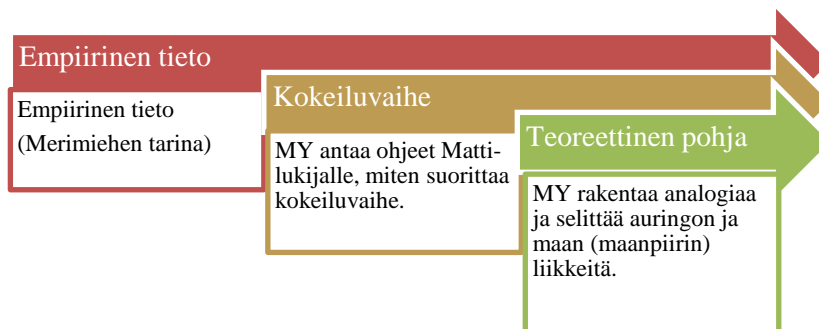 Empiirinen tieto
Empiirinen tieto
(Merimiehen tarina)
Kokeiluvaihe
MY antaa ohjeet Matti-
lukijalle, miten suorittaa
kokeiluvaihe.
Teoreettinen pohja
MY rakentaa analogiaa
ja selittää auringon ja
maan (maanpiirin)
liikkeitä.